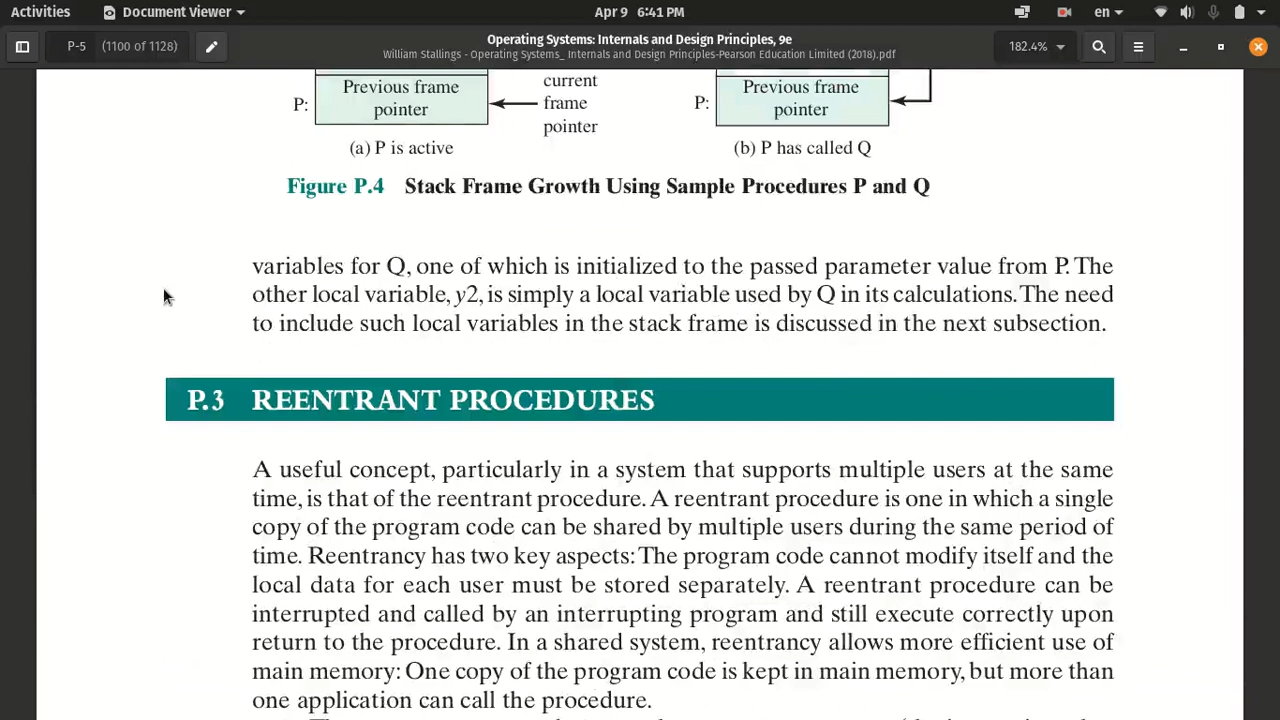 Activities Document Viewer Apr 9 6:41 PM en
P-5 (1100 of 1128) Operating Systems: Internals and Design Principles, 9e 182.4%
William Stallings - Operating Systems_ Internals and Design Principles-Pearson Education Limited (2018).pdf
P: Previous frame pointer current frame pointer
P: Previous frame pointer
(a) P is active (b) P has called Q
Figure P.4 Stack Frame Growth Using Sample Procedures P and Q
variables for Q, one of which is initialized to the passed parameter value from P. The
other local variable, y2, is simply a local variable used by Q in its calculations. The need
to include such local variables in the stack frame is discussed in the next subsection.
P.3 REENTRANT PROCEDURES
A useful concept, particularly in a system that supports multiple users at the same
time, is that of the reentrant procedure. A reentrant procedure is one in which a single
copy of the program code can be shared by multiple users during the same period of
time. Reentrancy has two key aspects: The program code cannot modify itself and the
local data for each user must be stored separately. A reentrant procedure can be
interrupted and called by an interrupting program and still execute correctly upon
return to the procedure. In a shared system, reentrancy allows more efficient use of
main memory: One copy of the program code is kept in main memory, but more than
one application can call the procedure.